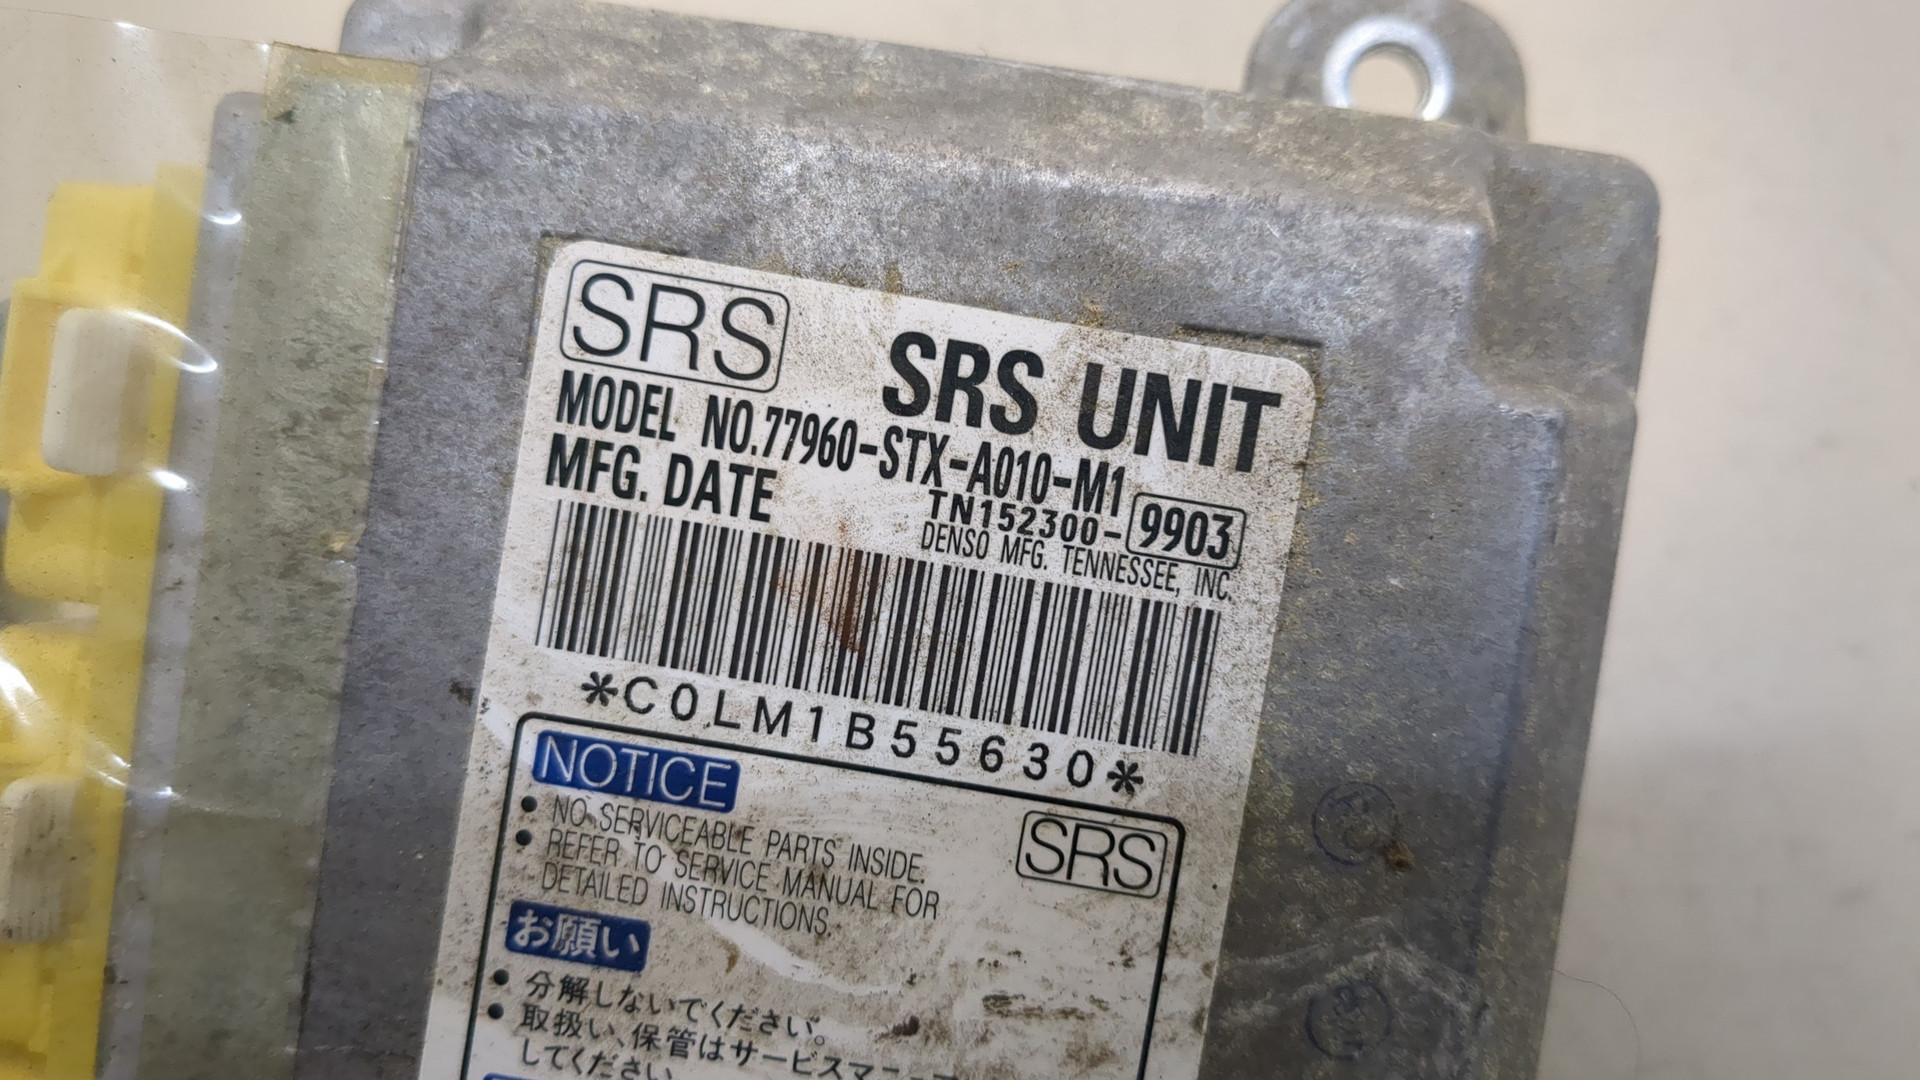 SRS
SRS UNIT
MODEL NO.77960-STX-A010-M1
MFG. DATE
TN152300-9903
DENSO MFG. TENNESSEE, INC.
*C0LM1B55630*
NOTICE
SRS
• NO SERVICEABLE PARTS INSIDE.
• REFER TO SERVICE MANUAL FOR
DETAILED INSTRUCTIONS.
お願い
• 分解しないでください。
• 取扱い、保管はサービスマニュア
してください